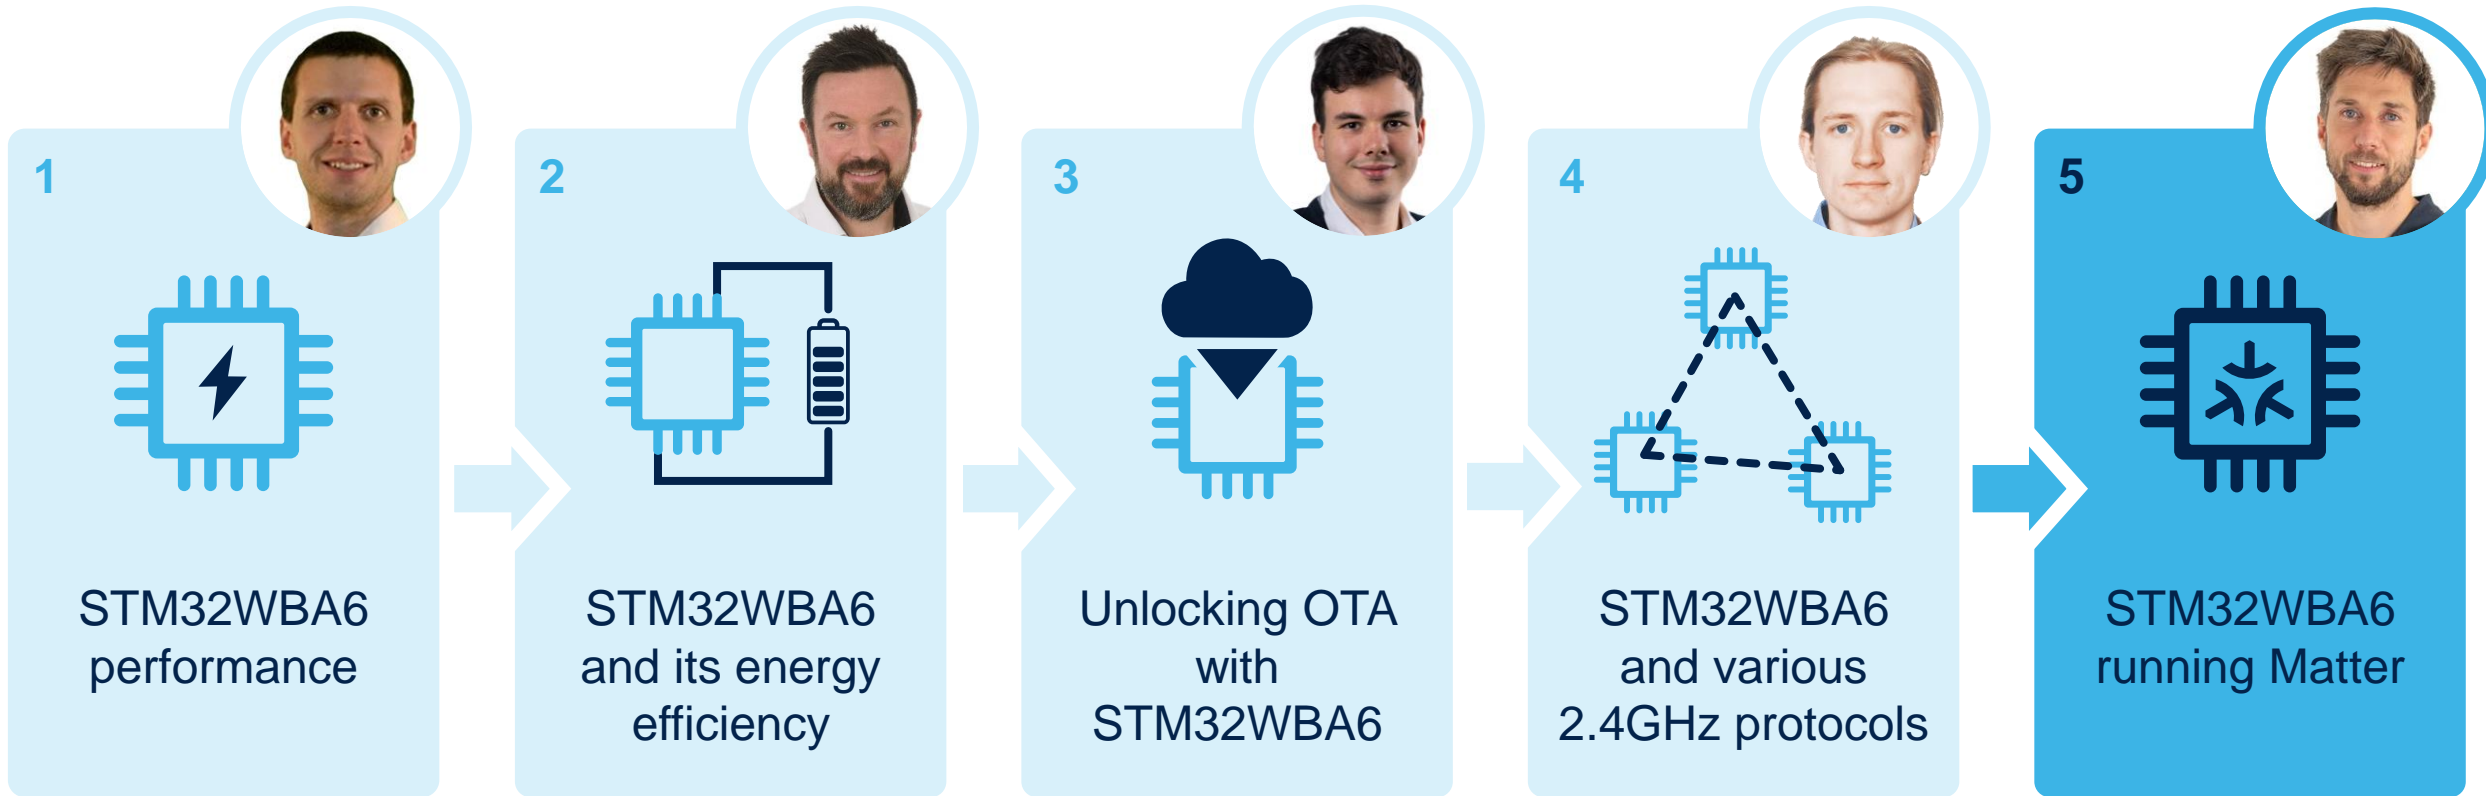 1
STM32WBA6
performance
2
STM32WBA6
and its energy
efficiency
3
Unlocking OTA
with
STM32WBA6
4
STM32WBA6
and various
2.4GHz protocols
5
STM32WBA6
running Matter